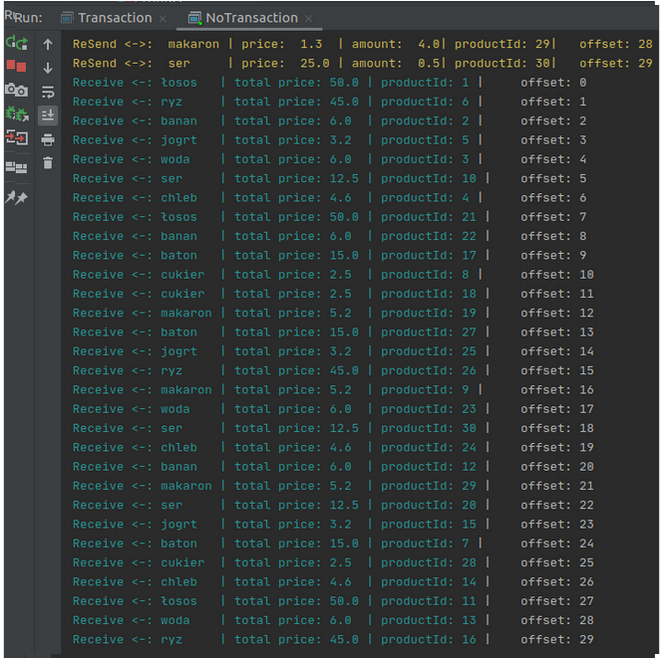 Run: Transaction × NoTransaction ×
ReSend <->: makaron | price: 1.3 | amount: 4.0| productId: 29| offset: 28
ReSend <->: ser | price: 25.0 | amount: 0.5| productId: 30| offset: 29
Receive <-: łosos | total price: 50.0 | productId: 1 | offset: 0
Receive <-: ryz | total price: 45.0 | productId: 6 | offset: 1
Receive <-: banan | total price: 6.0 | productId: 2 | offset: 2
Receive <-: jogrt | total price: 3.2 | productId: 5 | offset: 3
Receive <-: woda | total price: 6.0 | productId: 3 | offset: 4
Receive <-: ser | total price: 12.5 | productId: 10 | offset: 5
Receive <-: chleb | total price: 4.6 | productId: 4 | offset: 6
Receive <-: łosos | total price: 50.0 | productId: 21 | offset: 7
Receive <-: banan | total price: 6.0 | productId: 22 | offset: 8
Receive <-: baton | total price: 15.0 | productId: 17 | offset: 9
Receive <-: cukier | total price: 2.5 | productId: 8 | offset: 10
Receive <-: cukier | total price: 2.5 | productId: 18 | offset: 11
Receive <-: makaron | total price: 5.2 | productId: 19 | offset: 12
Receive <-: baton | total price: 15.0 | productId: 27 | offset: 13
Receive <-: jogrt | total price: 3.2 | productId: 25 | offset: 14
Receive <-: ryz | total price: 45.0 | productId: 26 | offset: 15
Receive <-: makaron | total price: 5.2 | productId: 9 | offset: 16
Receive <-: woda | total price: 6.0 | productId: 23 | offset: 17
Receive <-: ser | total price: 12.5 | productId: 30 | offset: 18
Receive <-: chleb | total price: 4.6 | productId: 24 | offset: 19
Receive <-: banan | total price: 6.0 | productId: 12 | offset: 20
Receive <-: makaron | total price: 5.2 | productId: 29 | offset: 21
Receive <-: ser | total price: 12.5 | productId: 20 | offset: 22
Receive <-: jogrt | total price: 3.2 | productId: 15 | offset: 23
Receive <-: baton | total price: 15.0 | productId: 7 | offset: 24
Receive <-: cukier | total price: 2.5 | productId: 28 | offset: 25
Receive <-: chleb | total price: 4.6 | productId: 14 | offset: 26
Receive <-: łosos | total price: 50.0 | productId: 11 | offset: 27
Receive <-: woda | total price: 6.0 | productId: 13 | offset: 28
Receive <-: ryz | total price: 45.0 | productId: 16 | offset: 29